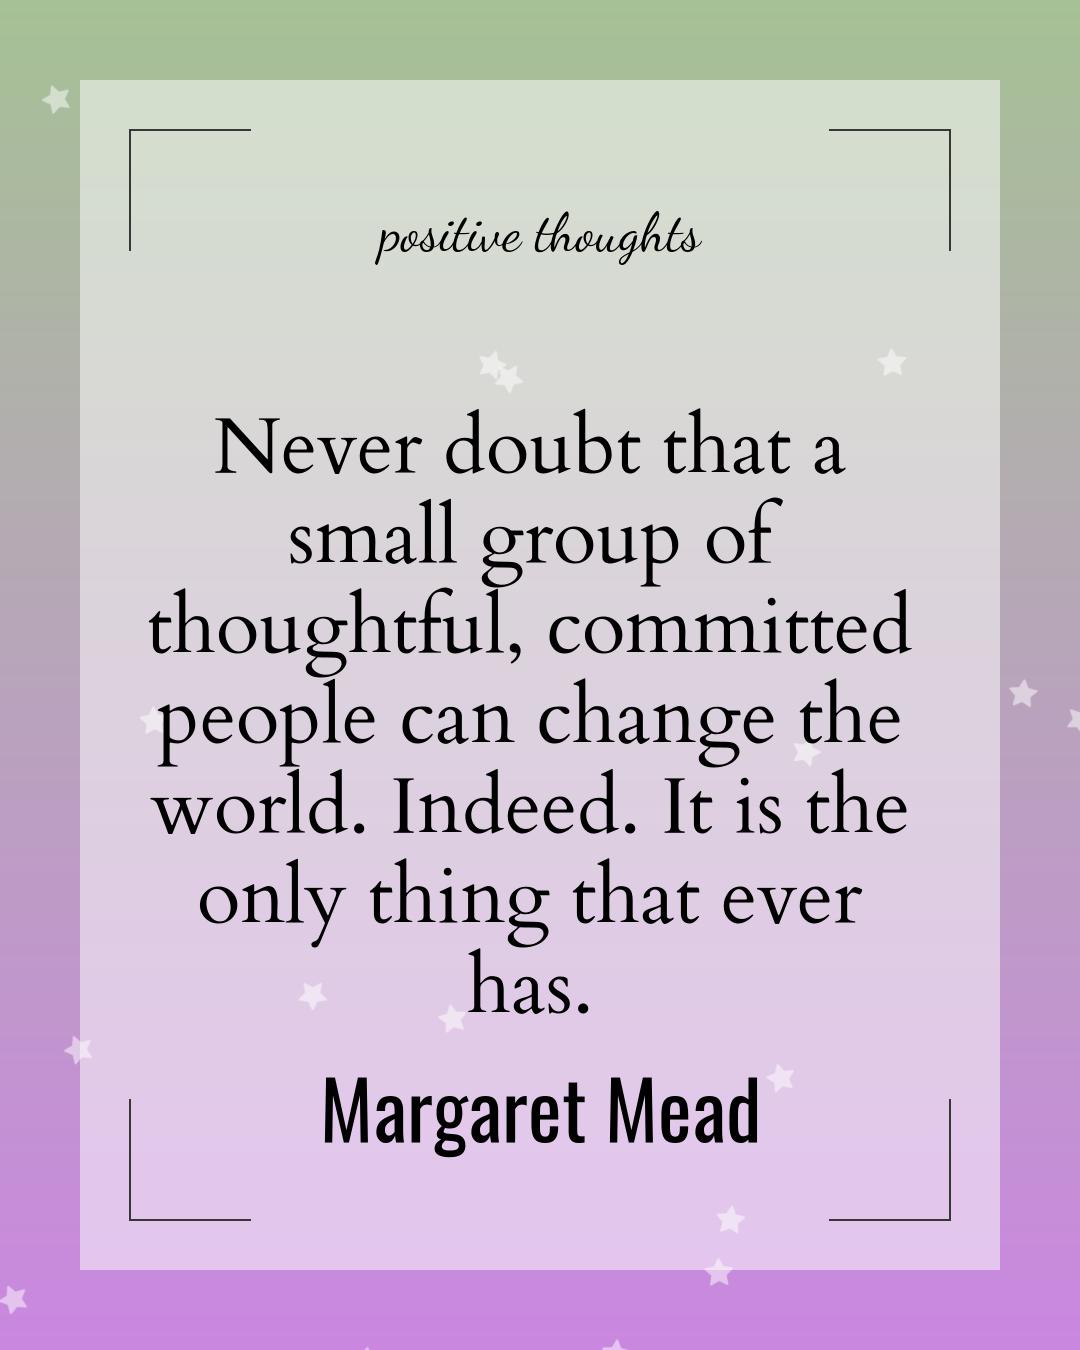 positive thoughts
Never doubt that a
small group of
thoughtful, committed
people can change the
world. Indeed. It is the
only thing that ever
has.
Margaret Mead